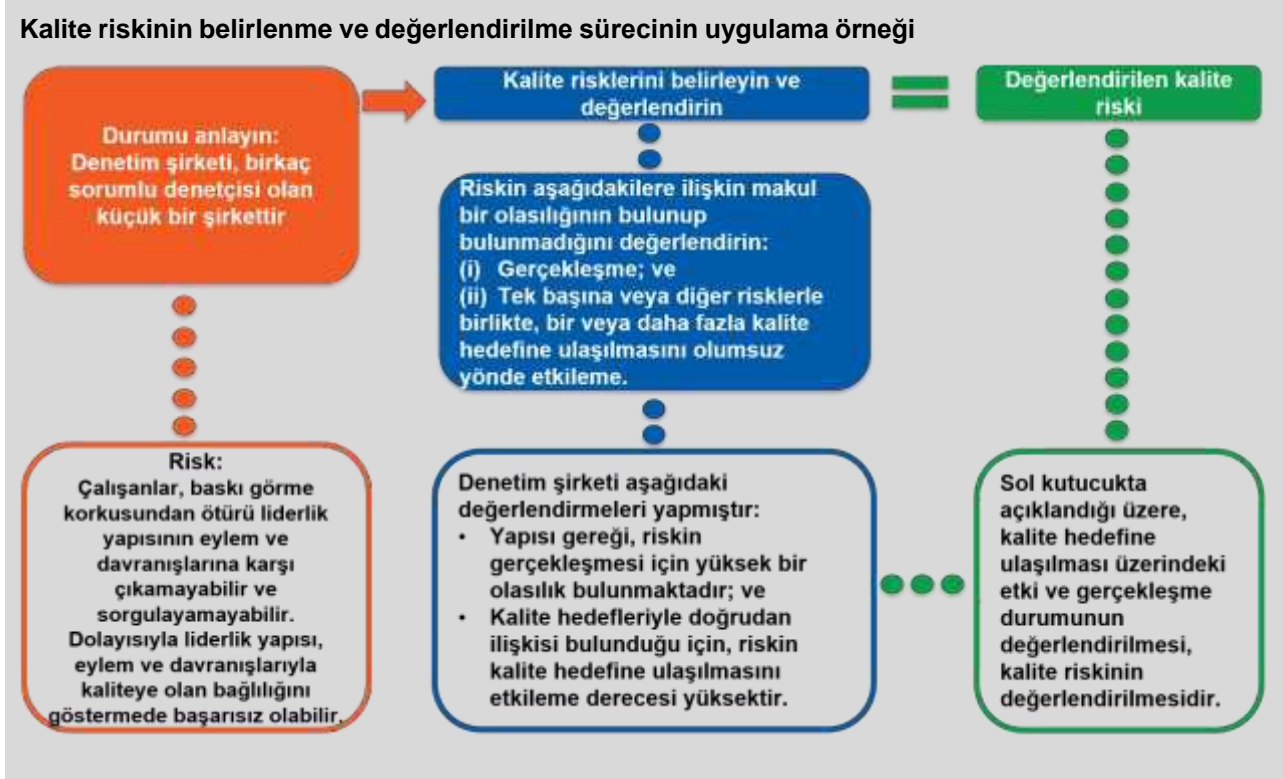 Kalite riskinin belirlenme ve değerlendirilme sürecinin uygulama örneği
Durumu anlayın:
Denetim şirketi, birkaç
sorumlu denetçisi olan
küçük bir şirkettir
Kalite risklerini belirleyin ve
değerlendirin
Değerlendirilen kalite
riski
Riskin aşağıdakilere ilişkin makul
bir olasılığının bulunup
bulunmadığını değerlendirin:
(i) Gerçekleşme; ve
(ii) Tek başına veya diğer risklerle
birlikte, bir veya daha fazla kalite
hedefine ulaşılmasını olumsuz
yönde etkileme.
Risk:
Çalışanlar, baskı görme
korkusundan ötürü liderlik
yapısının eylem ve
davranışlarına karşı
çıkamayabilir ve
sorgulayamayabilir.
Dolayısıyla liderlik yapısı,
eylem ve davranışlarıyla
kaliteye olan bağlılığını
göstermede başarısız olabilir.
Denetim şirketi aşağıdaki
değerlendirmeleri yapmıştır:
• Yapısı gereği, riskin
gerçekleşmesi için yüksek bir
olasılık bulunmaktadır; ve
• Kalite hedefleriyle doğrudan
ilişkisi bulunduğu için, riskin
kalite hedefine ulaşılmasını
etkileme derecesi yüksektir.
Sol kutucukta
açıklandığı üzere,
kalite hedefine
ulaşılması üzerindeki
etki ve gerçekleşme
durumunun
değerlendirilmesi,
kalite riskinin
değerlendirilmesidir.